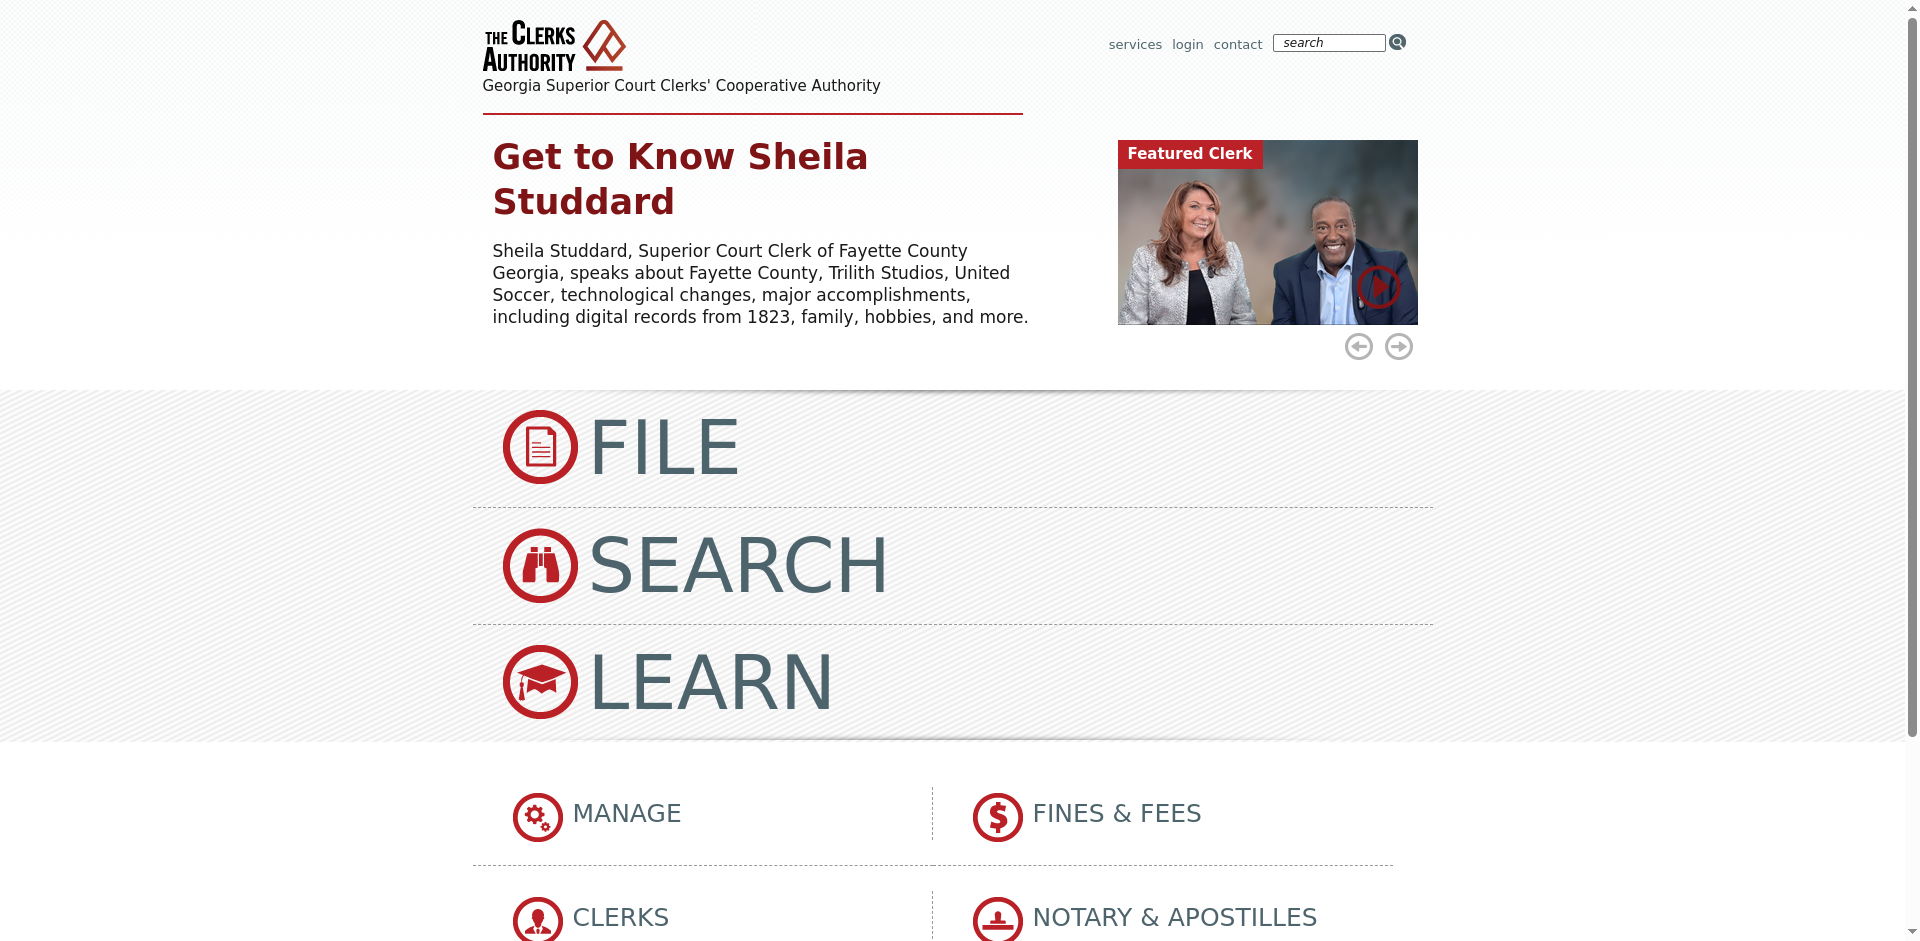 THE CLERKS
AUTHORITY
Georgia Superior Court Clerks' Cooperative Authority
services login contact search
Get to Know Sheila
Studdard
Sheila Studdard, Superior Court Clerk of Fayette County
Georgia, speaks about Fayette County, Trilith Studios, United
Soccer, technological changes, major accomplishments,
including digital records from 1823, family, hobbies, and more.
Featured Clerk
FILE
SEARCH
LEARN
MANAGE
FINES & FEES
CLERKS
NOTARY & APOSTILLES